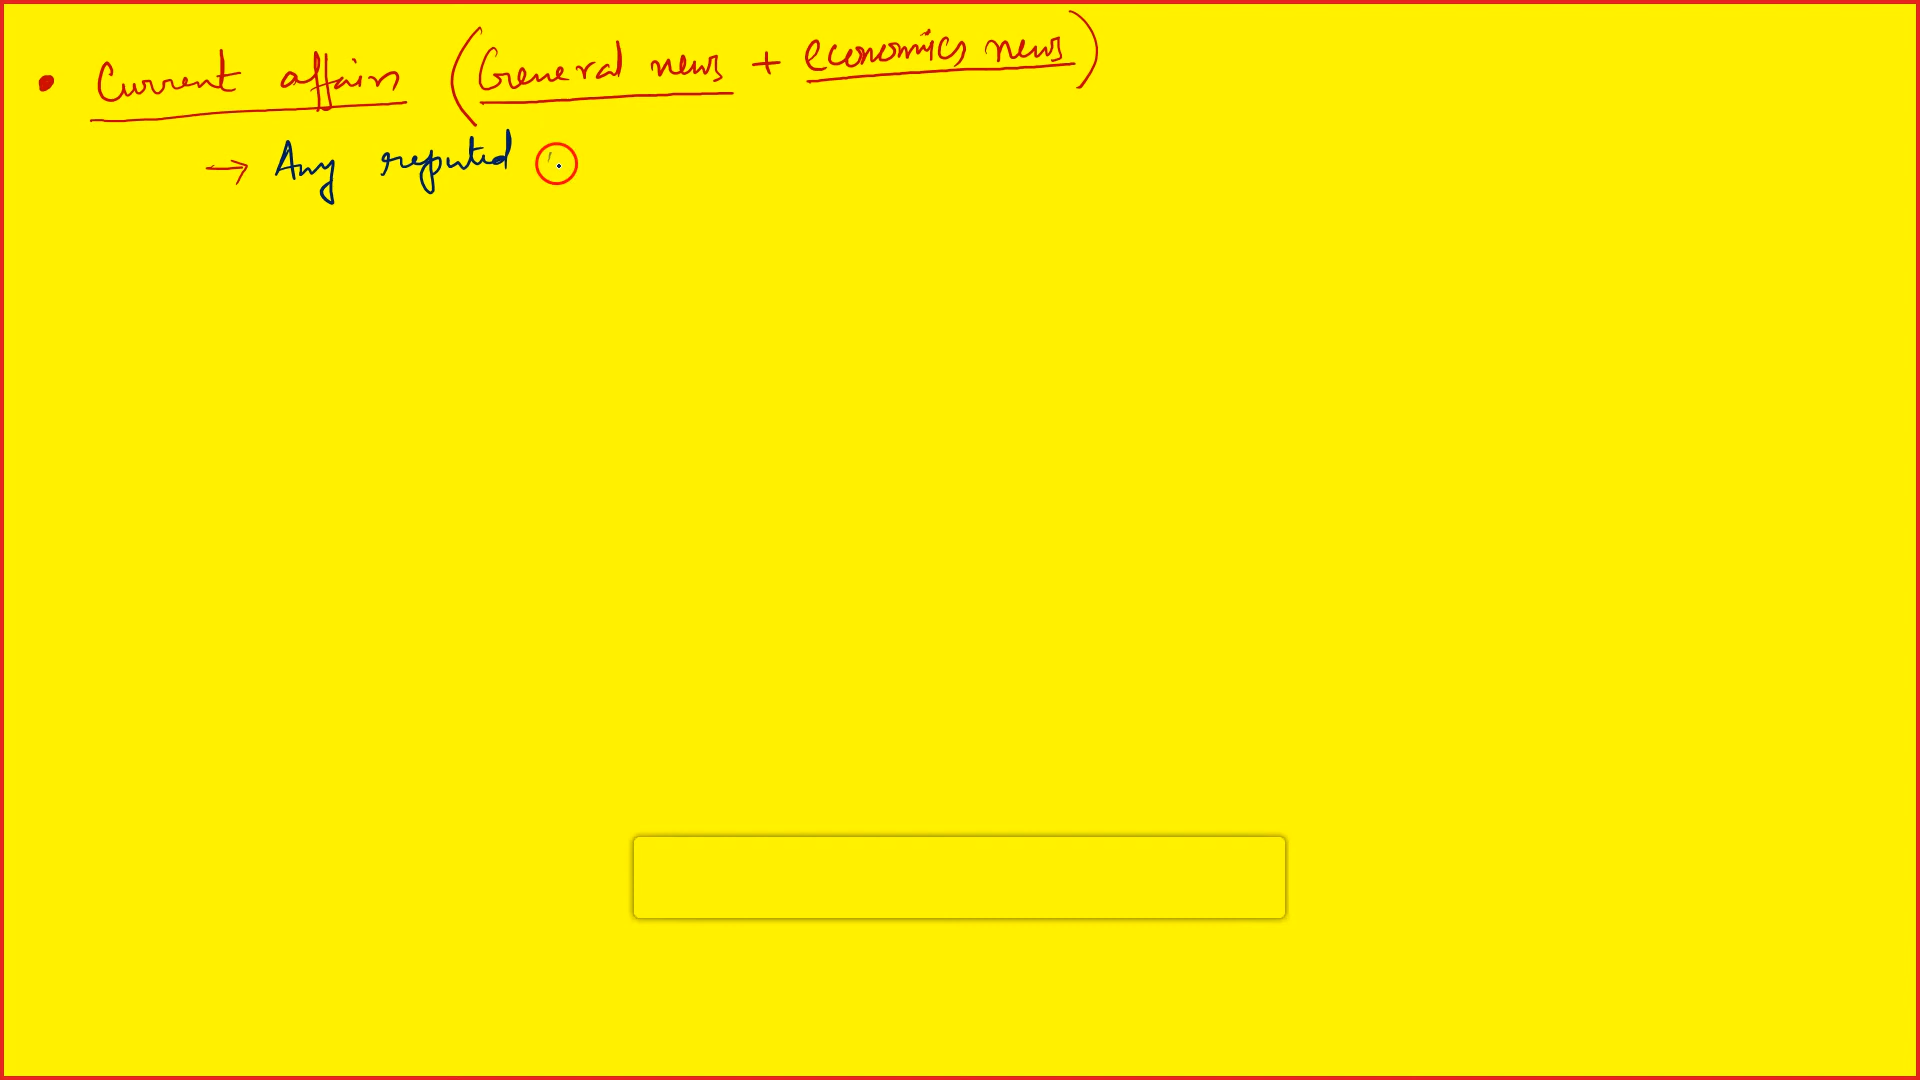 • Current affairs (General news + economics news)
→ Any reputed